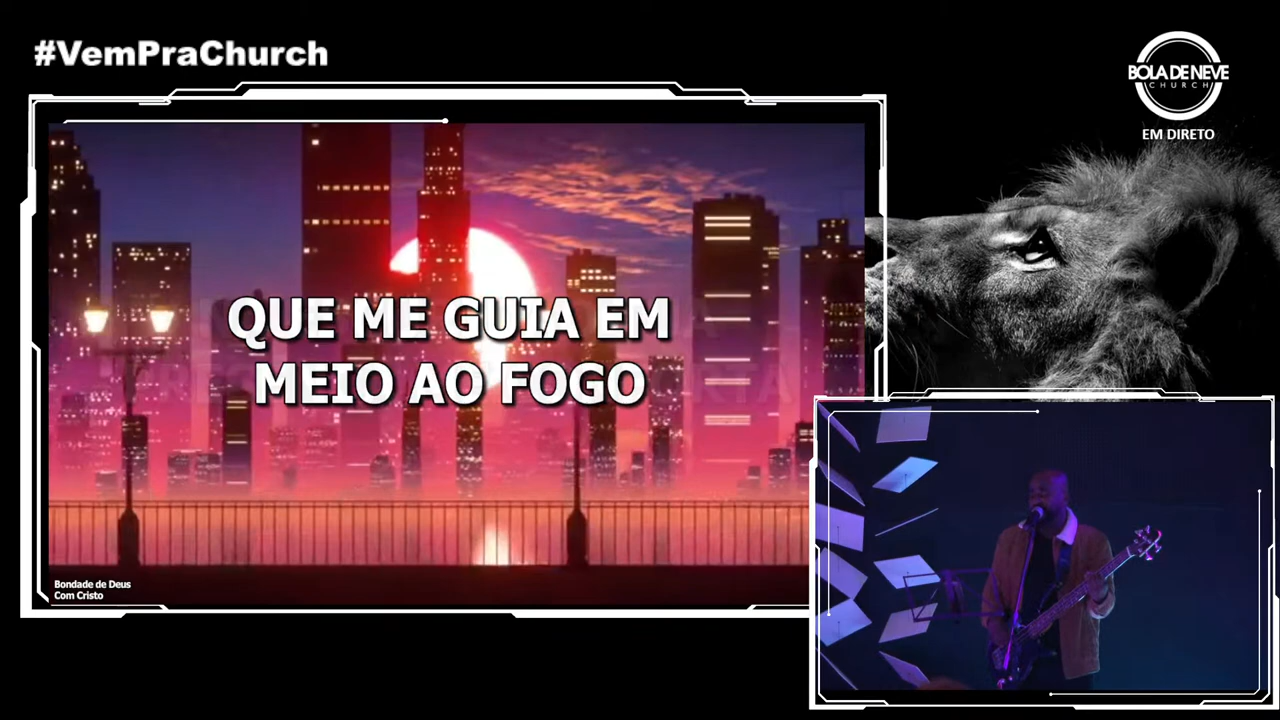 #VemPraChurch
BOLA DE NEVE
CHURCH
EM DIRETO
QUE ME GUIA EM
MEIO AO FOGO
Bondade de Deus
Com Cristo